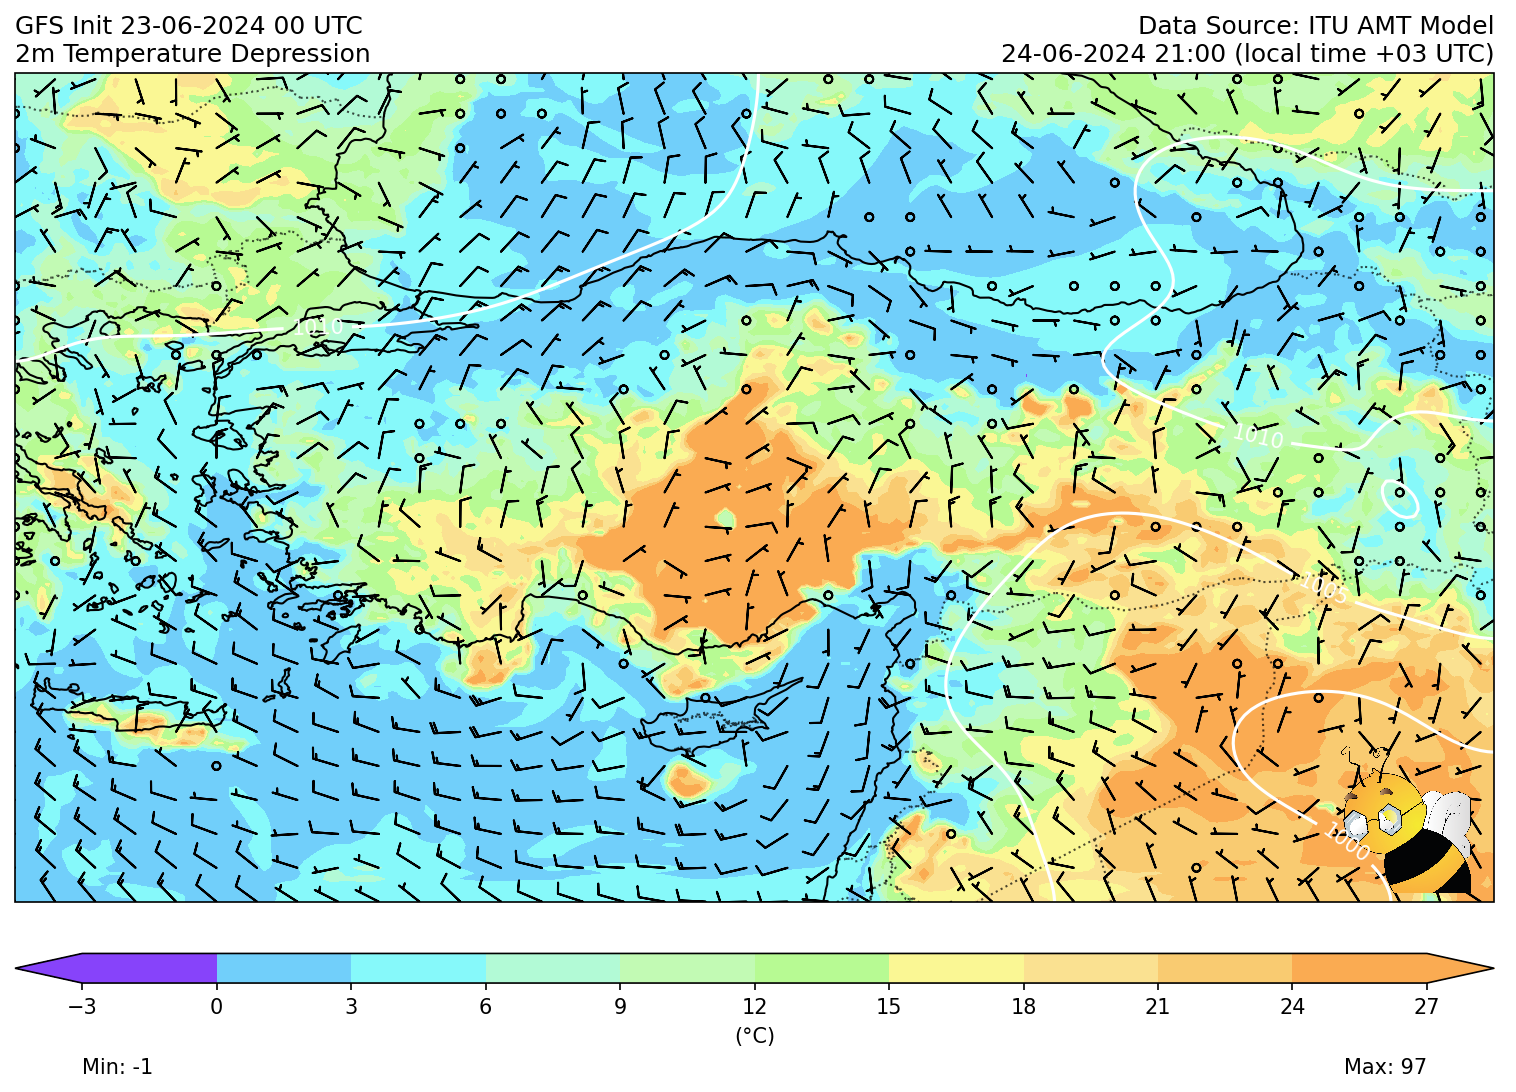 GFS Init 23-06-2024 00 UTC
Data Source: ITU AMT Model
2m Temperature Depression
24-06-2024 21:00 (local time +03 UTC)
1010
1010
1005
1000
−3 0 3 6 9 12 15 18 21 24 27
(°C)
Min: -1
Max: 97